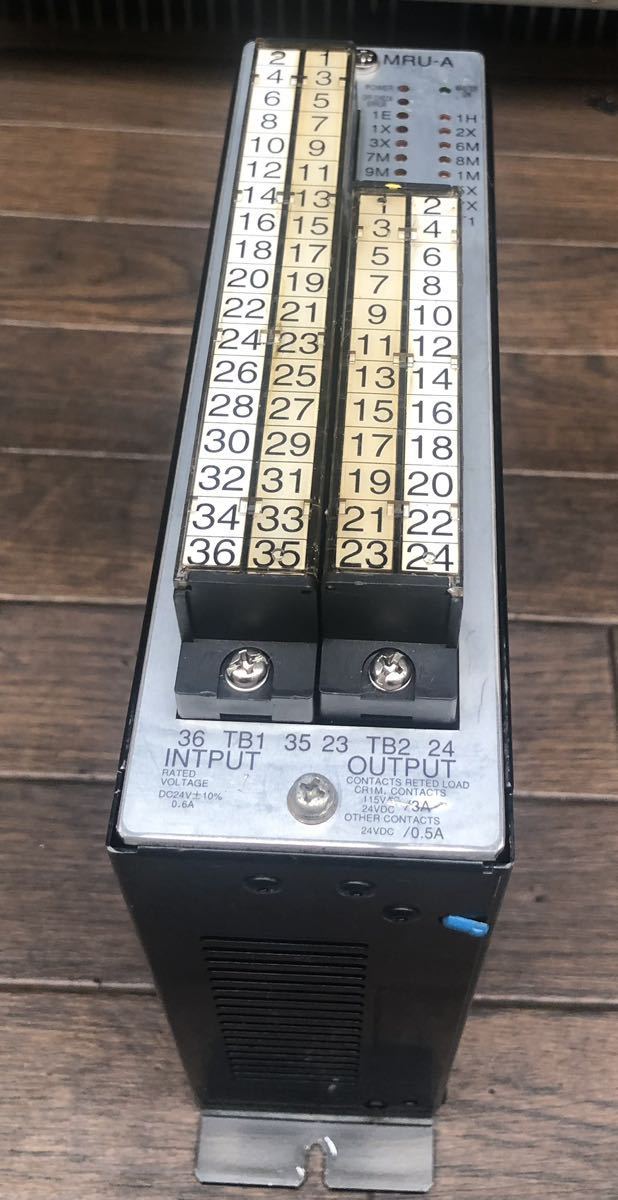 MRU-A
2 1
4 3
6 5
8 7
10 9
12 11
14 13
16 15
18 17
20 19
22 21
24 23
26 25
28 27
30 29
32 31
34 33
36 35
POWER
ERROR
1E 1H
1X 2X
3X 6M
7M 8M
9M 1M
1 2
3 4
5 6
7 8
9 10
11 12
13 14
15 16
17 18
19 20
21 22
23 24
36 TB1 35 23 TB2 24
INTPUT
RATED
VOLTAGE
DC24V±10%
0.6A
OUTPUT
CONTACTS RETED LOAD
CR1M. CONTACTS
24VDC /3A
OTHER CONTACTS
24VDC /0.5A